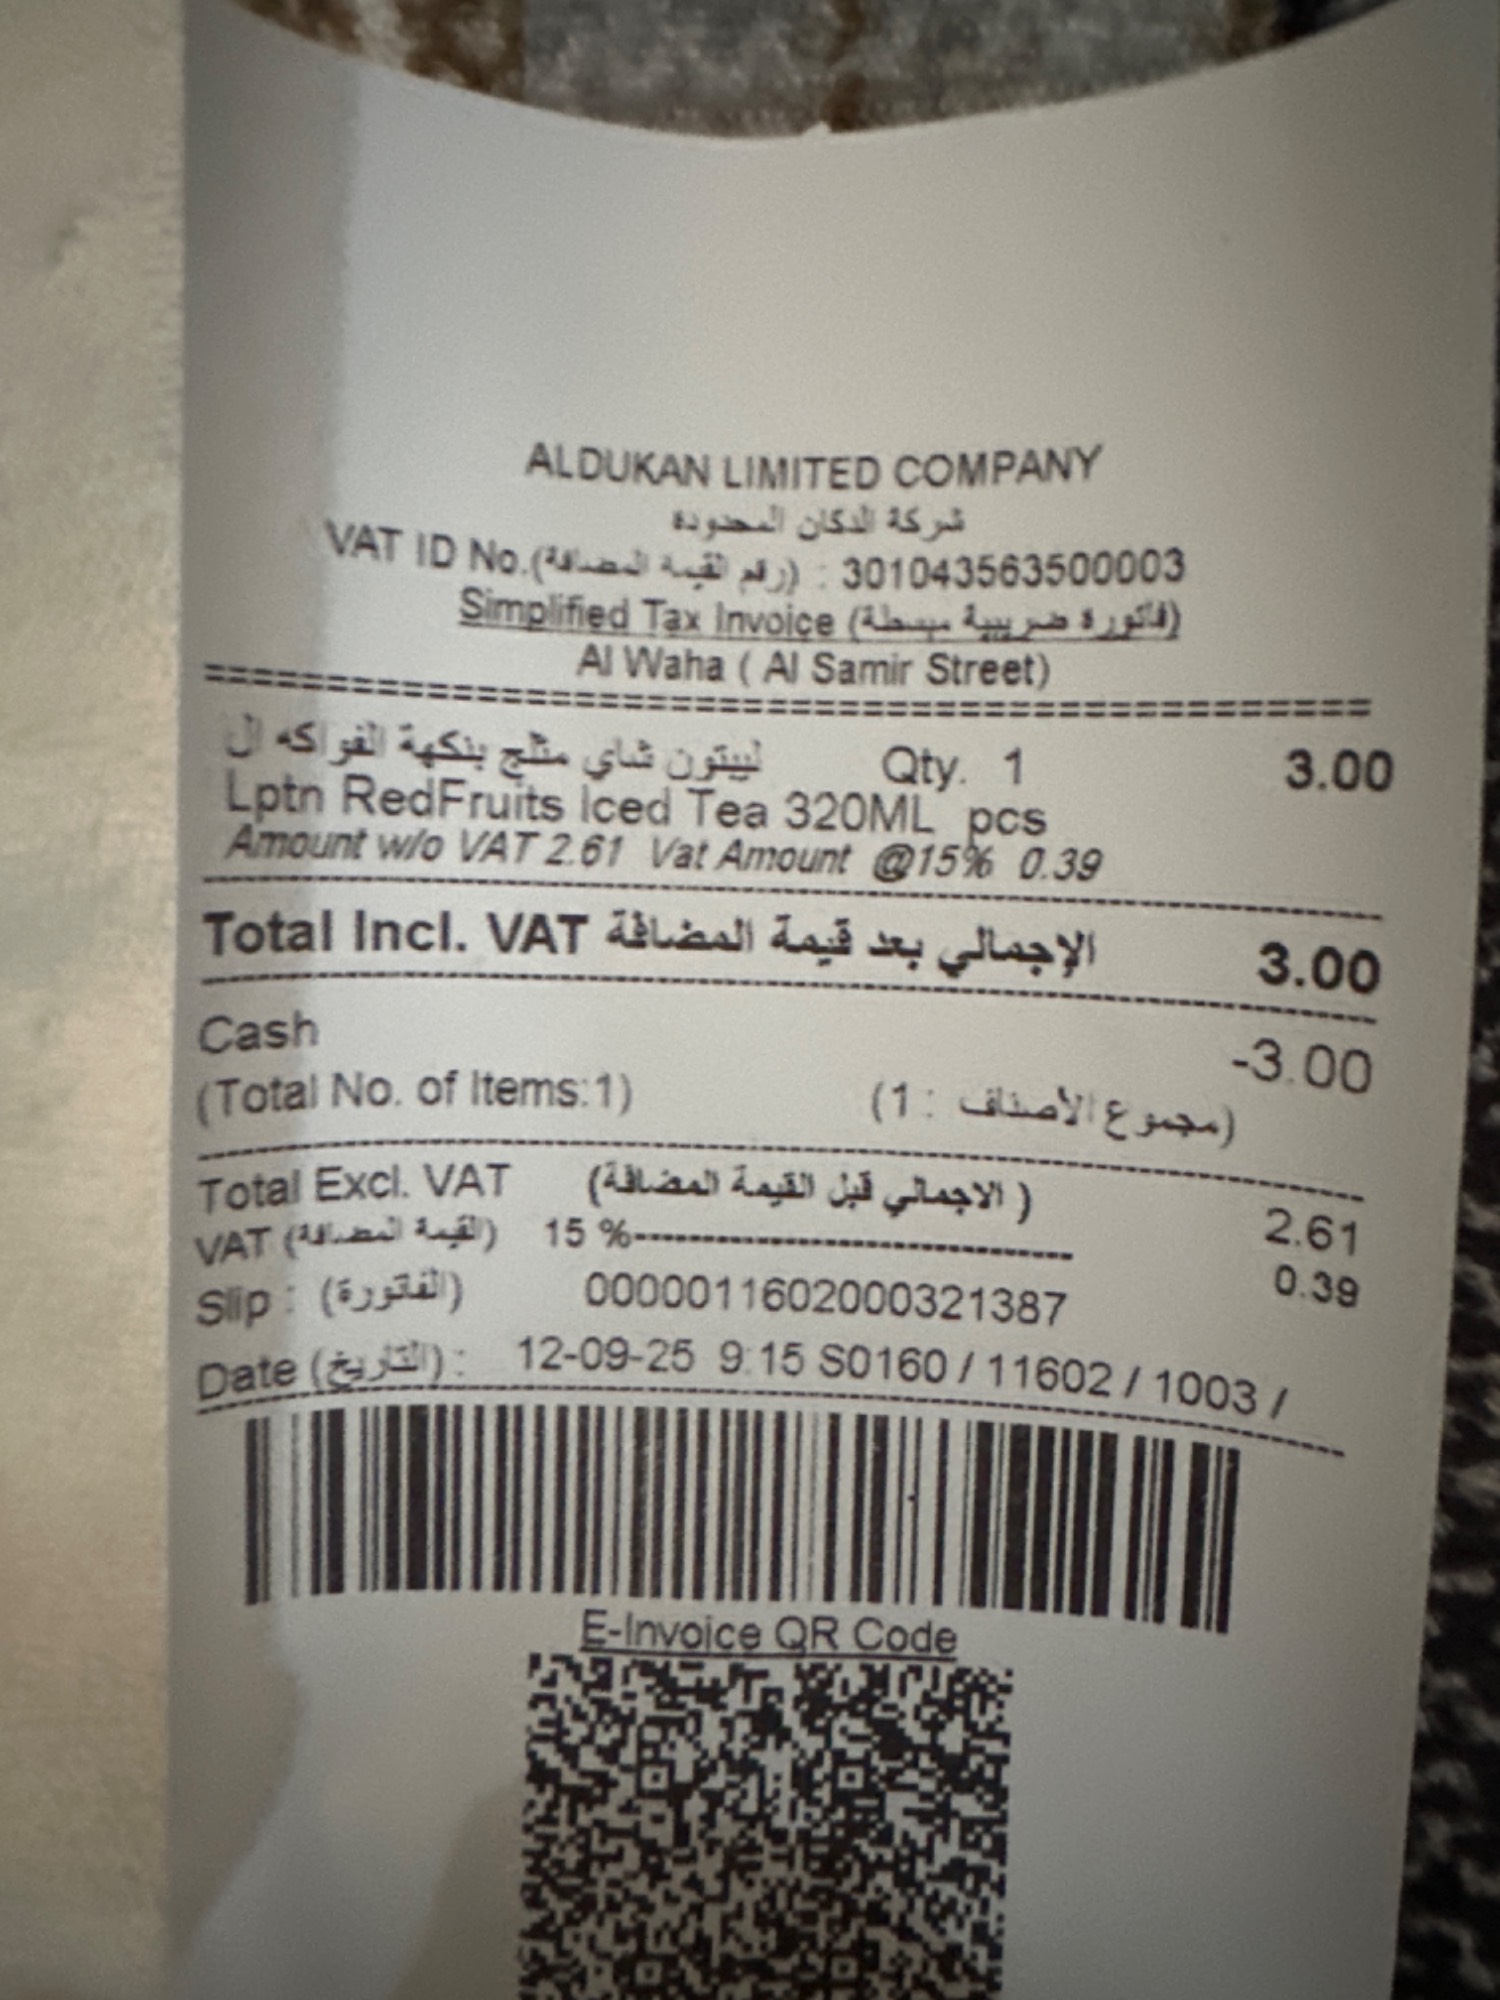 ALDUKAN LIMITED COMPANY
شركة الدكان المحدودة
VAT ID No.(رقم القيمة المضافة) : 301043563500003
Simplified Tax Invoice (فاتورة ضريبية مبسطة)
Al Waha ( Al Samir Street)
================================================
ليبتون شاي مثلج بنكهة الفواكه ال Qty. 1 3.00
Lptn RedFruits Iced Tea 320ML pcs
Amount w/o VAT 2.61 Vat Amount @15% 0.39
Total Incl. VAT الإجمالي بعد قيمة المضافة 3.00
Cash -3.00
(Total No. of Items:1) (مجموع الأصناف : 1)
Total Excl. VAT (الاجمالي قبل القيمة المضافة ) 2.61
VAT (القيمة المضافة) 15 %------------------------------ 0.39
Slip : (الفاتورة) 0000011602000321387
Date (التاريخ) : 12-09-25 9:15 S0160 / 11602 / 1003 /
E-Invoice QR Code